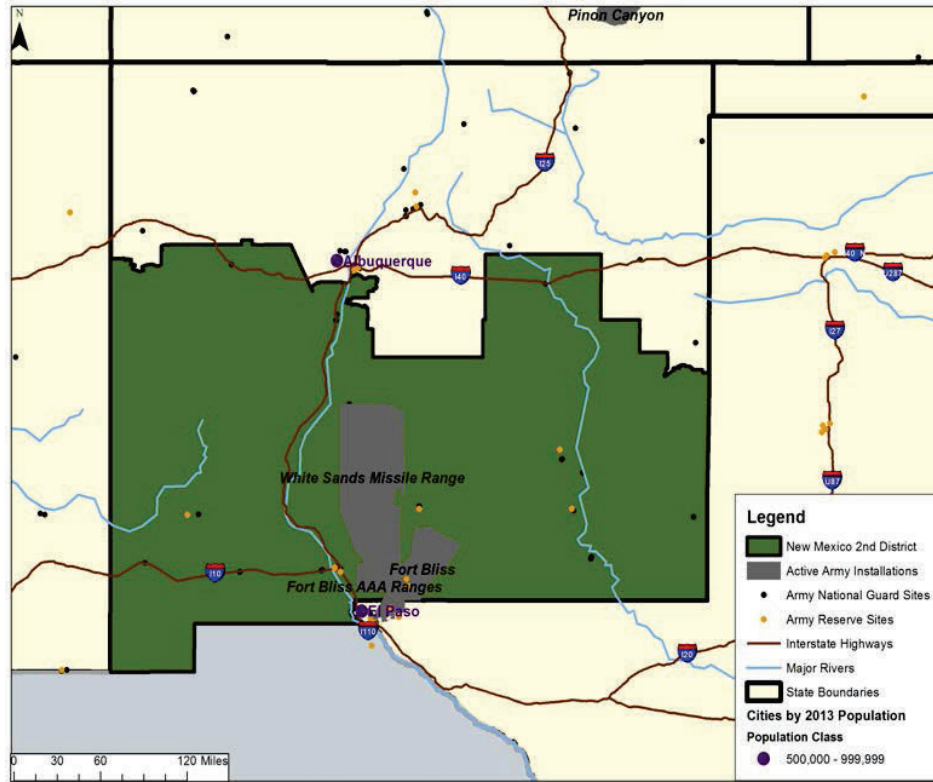 N
Pinon Canyon
I25
Albuquerque
I40
40 N
U287
I27
White Sands Missile Range
U87
Fort Bliss
I10
Fort Bliss AAA Ranges
El Paso
I110
I20
Legend
New Mexico 2nd District
Active Army Installations
Army National Guard Sites
Army Reserve Sites
Interstate Highways
Major Rivers
State Boundaries
Cities by 2013 Population
Population Class
500,000 - 999,999
0 30 60 120 Miles